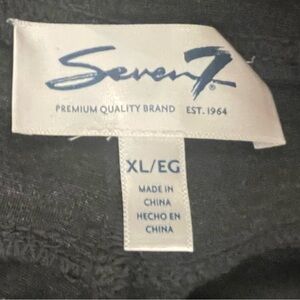 Seven7
PREMIUM QUALITY BRAND EST. 1964
XL/EG
MADE IN
CHINA
HECHO EN
CHINA